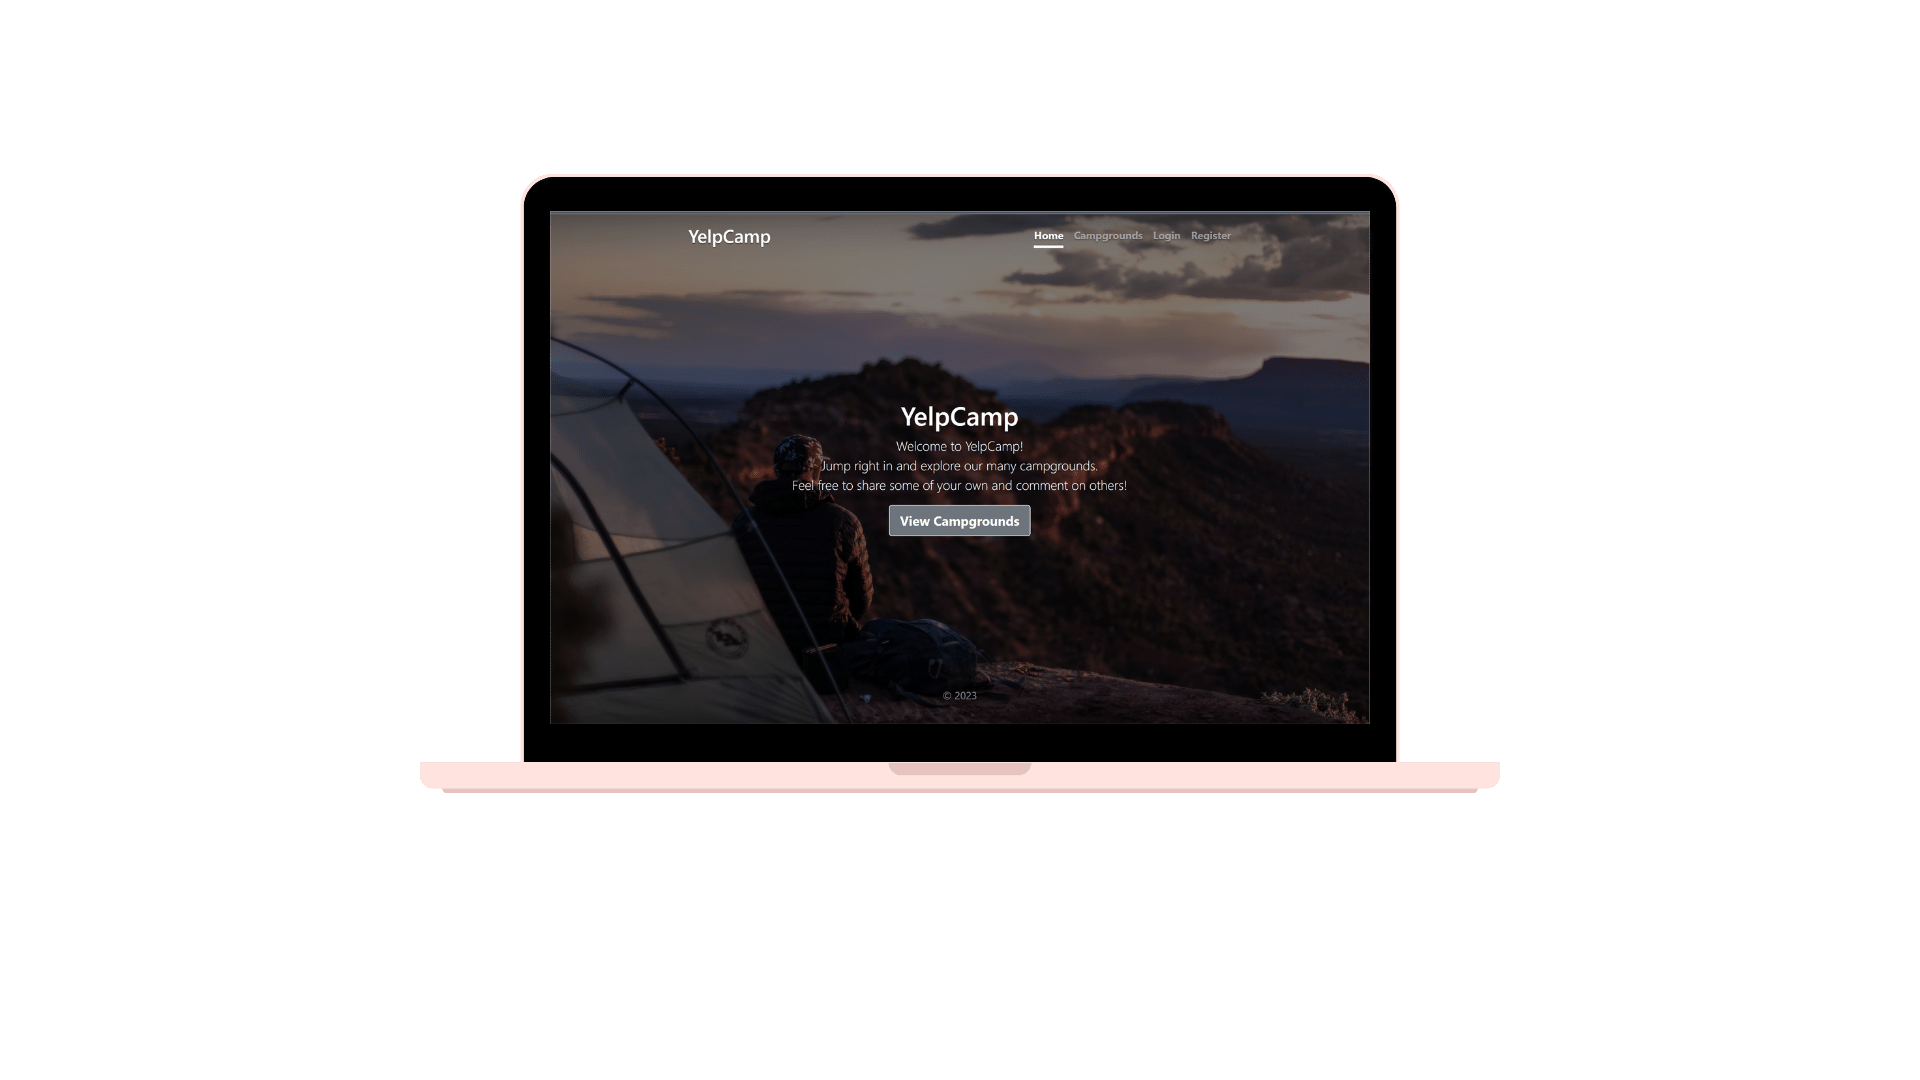 YelpCamp
Home Campgrounds Login Register
YelpCamp
Welcome to YelpCamp!
Jump right in and explore our many campgrounds.
Feel free to share some of your own and comment on others!
View Campgrounds
© 2023